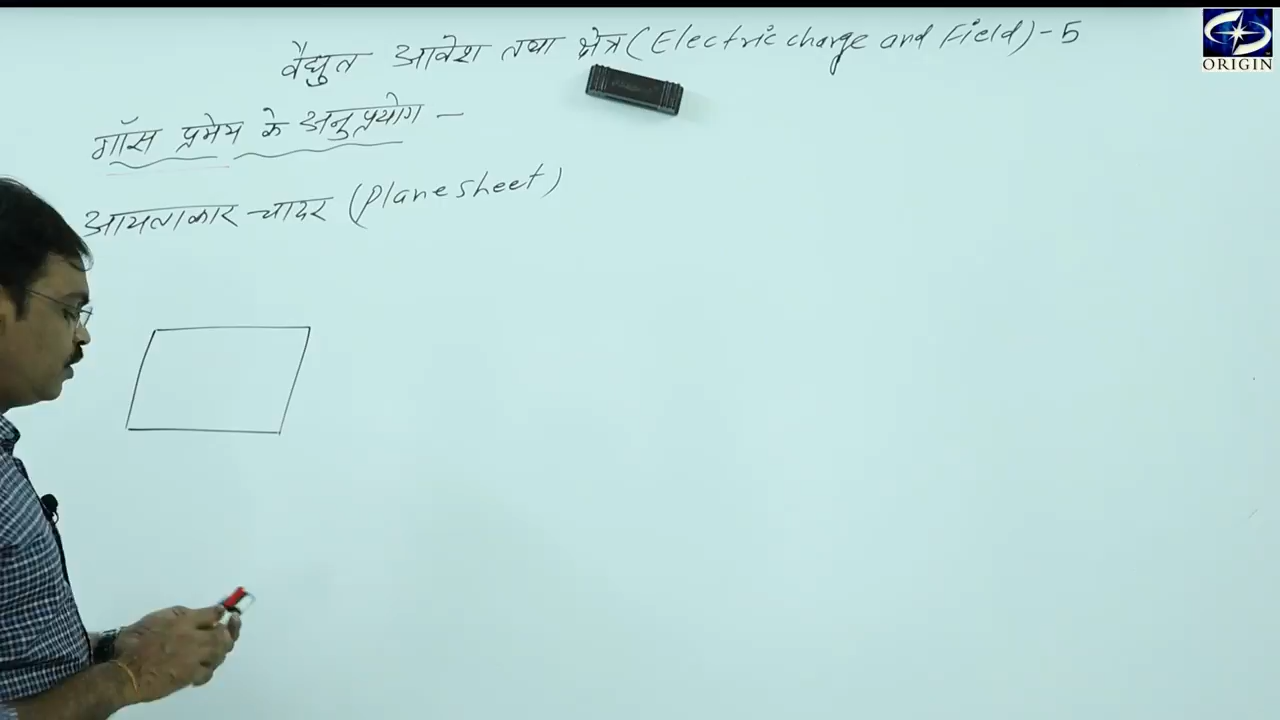 वैद्युत आवेश तथा क्षेत्र (Electric charge and Field) - 5
ORIGIN
गॉस प्रमेय के अनुप्रयोग -
आयताकार चादर (Plane sheet)